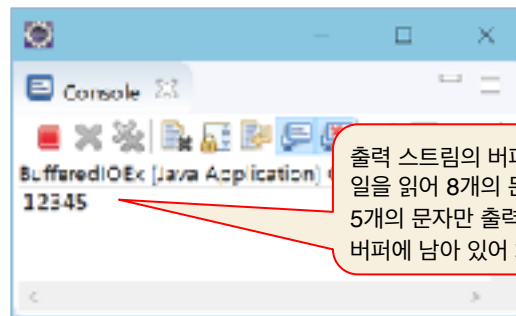 Console
BufferedIOEx [Java Application]
12345
출력 스트림의 버퍼
일을 읽어 8개의 문
5개의 문자만 출력
버퍼에 남아 있어